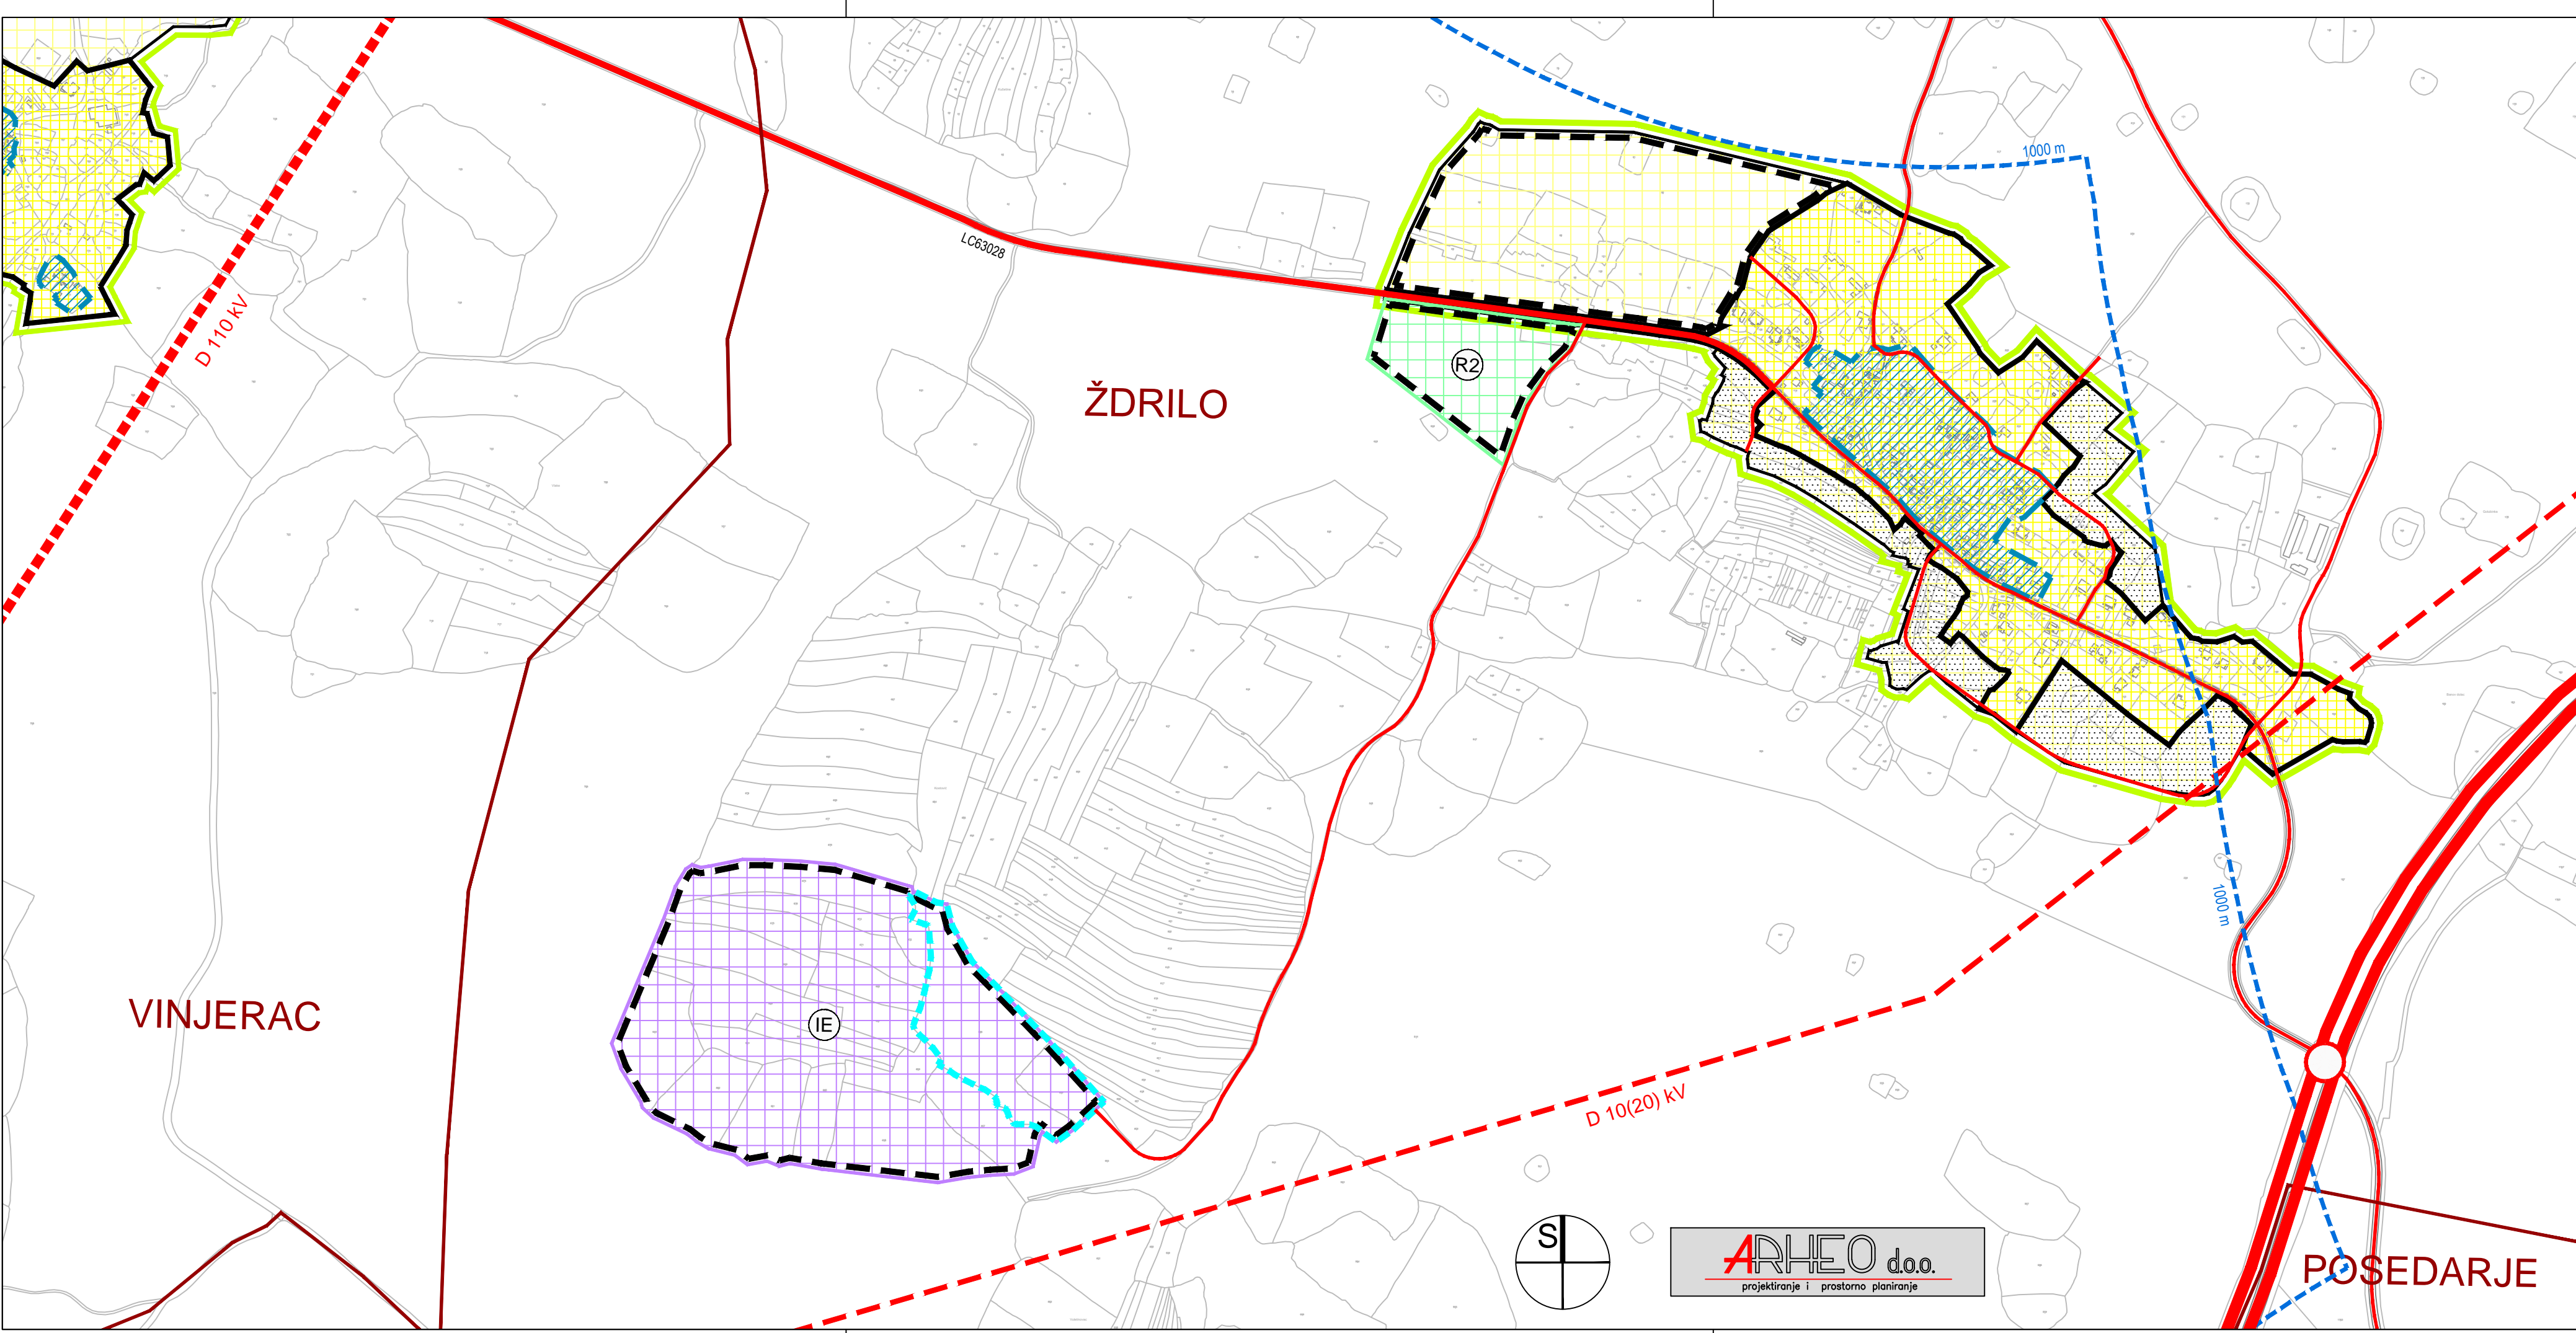 1000 m
LC63028
D 110 kV
R2
ŽDRILO
1000 m
VINJERAC
IE
D 10(20) kV
S
ARHEO d.o.o.
projektiranje i prostorno planiranje
POSEDARJE